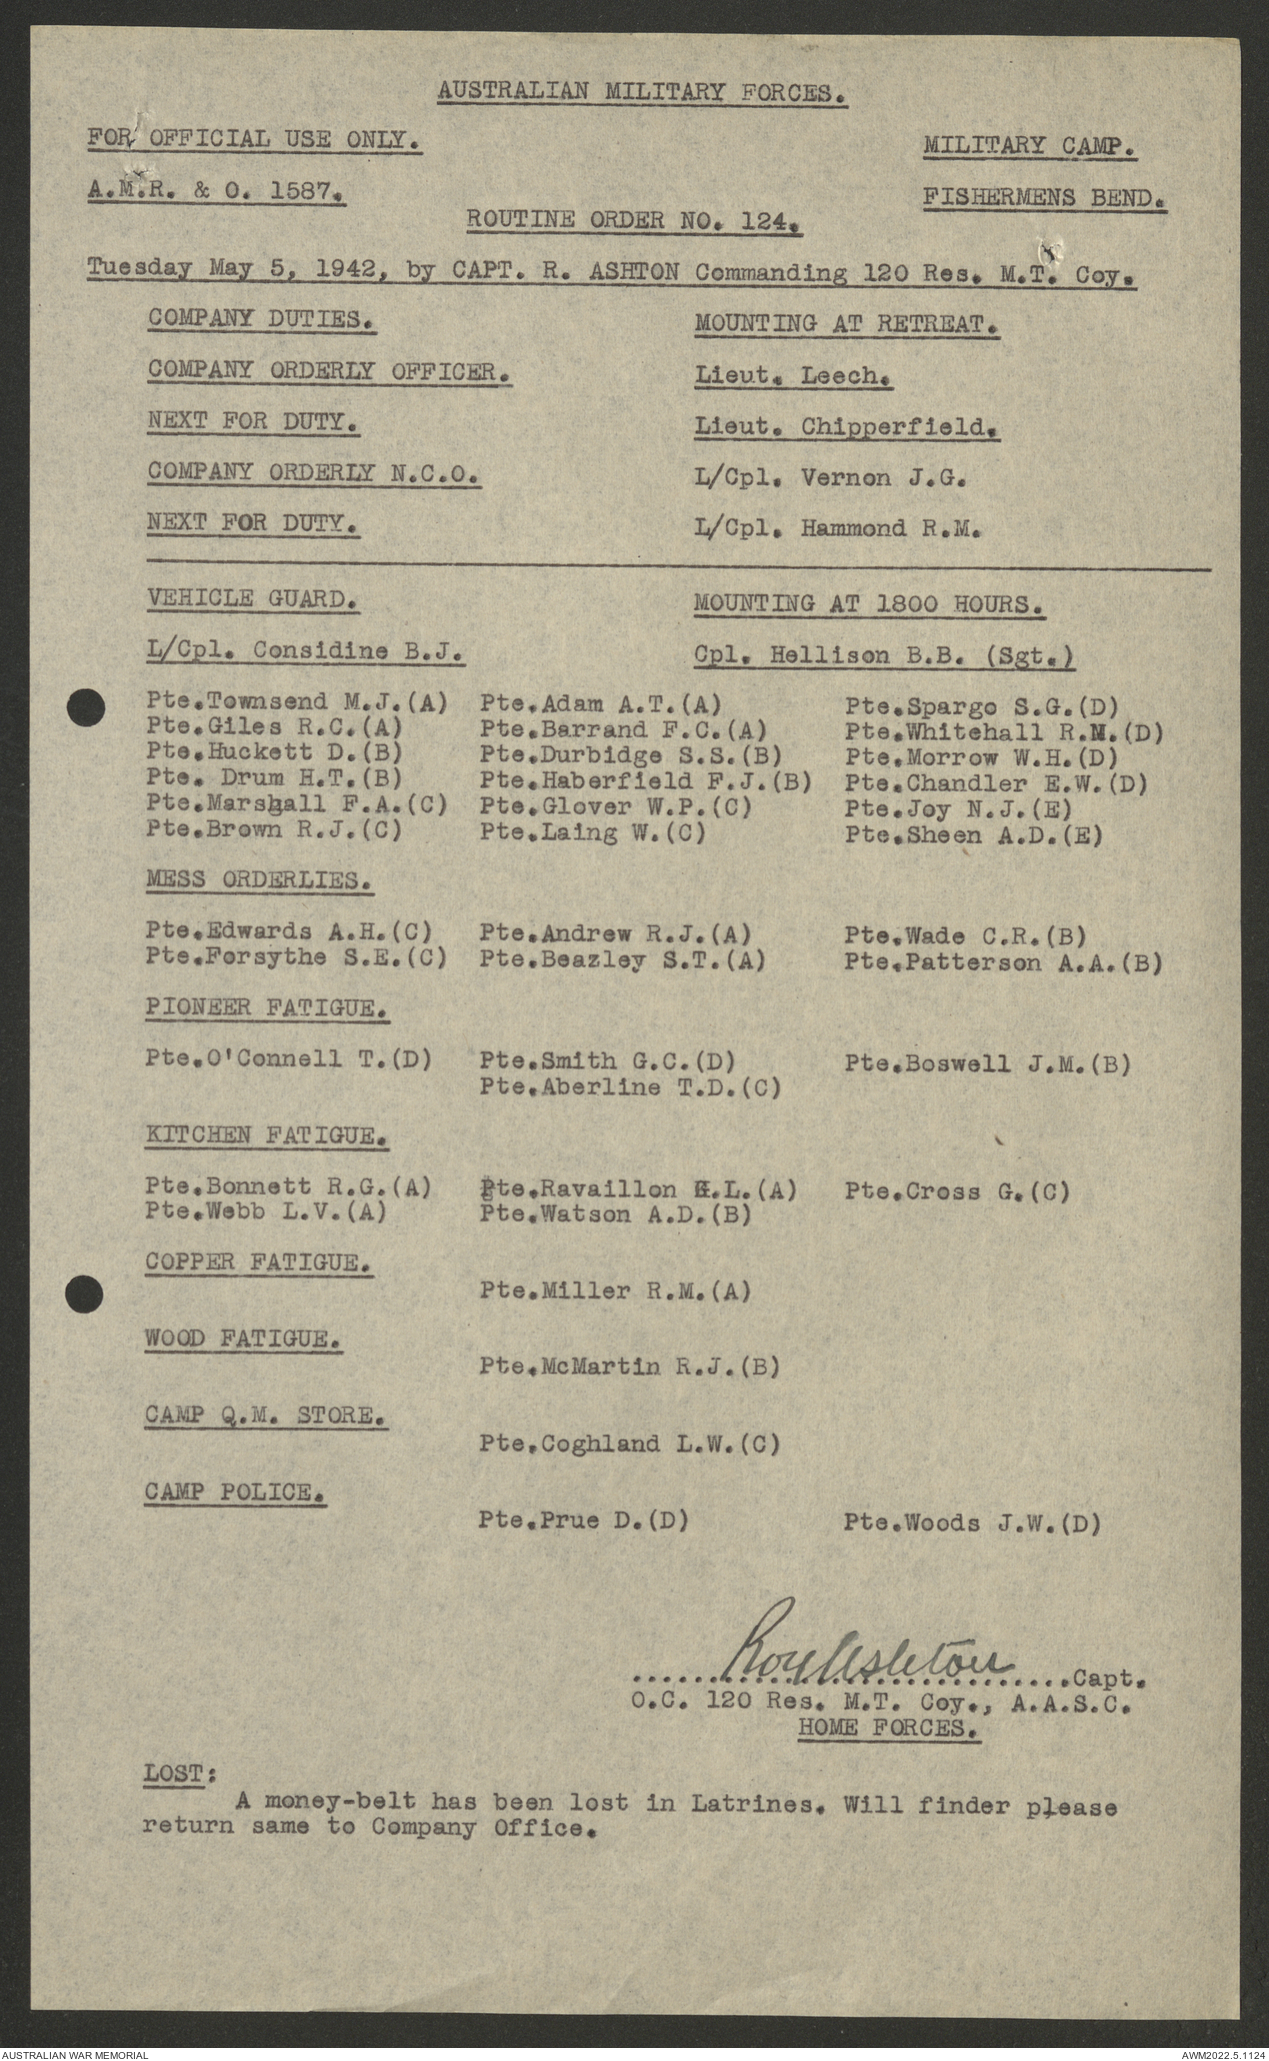 AUSTRALIAN MILITARY FORCES.
FOR OFFICIAL USE ONLY. MILITARY CAMP.
A.M.R. & O. 1587. FISHERMENS BEND.
ROUTINE ORDER NO. 124.
Tuesday May 5, 1942, by CAPT. R. ASHTON Commanding 120 Res. M.T. Coy.
COMPANY DUTIES. MOUNTING AT RETREAT.
COMPANY ORDERLY OFFICER. Lieut. Leech.
NEXT FOR DUTY. Lieut. Chipperfield.
COMPANY ORDERLY N.C.O. L/Cpl. Vernon J.G.
NEXT FOR DUTY. L/Cpl. Hammond R.M.
VEHICLE GUARD. MOUNTING AT 1800 HOURS.
L/Cpl. Considine B.J. Cpl. Hellison B.B. (Sgt.)
Pte.Townsend M.J.(A) Pte.Adam A.T.(A) Pte.Spargo S.G.(D)
Pte.Giles R.C.(A) Pte.Barrand F.C.(A) Pte.Whitehall R.N.(D)
Pte.Huckett D.(B) Pte.Durbidge S.S.(B) Pte.Morrow W.H.(D)
Pte. Drum H.T.(B) Pte.Haberfield F.J.(B) Pte.Chandler E.W.(D)
Pte.Marshall F.A.(C) Pte.Glover W.P.(C) Pte.Joy N.J.(E)
Pte.Brown R.J.(C) Pte.Laing W.(C) Pte.Sheen A.D.(E)
MESS ORDERLIES.
Pte.Edwards A.H.(C) Pte.Andrew R.J.(A) Pte.Wade C.R.(B)
Pte.Forsythe S.E.(C) Pte.Beazley S.T.(A) Pte.Patterson A.A.(B)
PIONEER FATIGUE.
Pte.O'Connell T.(D) Pte.Smith G.C.(D) Pte.Boswell J.M.(B)
Pte.Aberline T.D.(C)
KITCHEN FATIGUE.
Pte.Bonnett R.G.(A) Pte.Ravaillon L.(A) Pte.Cross G.(C)
Pte.Webb L.V.(A) Pte.Watson A.D.(B)
COPPER FATIGUE.
Pte.Miller R.M.(A)
WOOD FATIGUE.
Pte.McMartin R.J.(B)
CAMP Q.M. STORE.
Pte.Coghland L.W.(C)
CAMP POLICE.
Pte.Prue D.(D) Pte.Woods J.W.(D)
Roy Ashton
..................................Capt.
O.C. 120 Res. M.T. Coy., A.A.S.C.
HOME FORCES.
LOST:
A money-belt has been lost in Latrines. Will finder please
return same to Company Office.
AUSTRALIAN WAR MEMORIAL AWM2022.5.1124